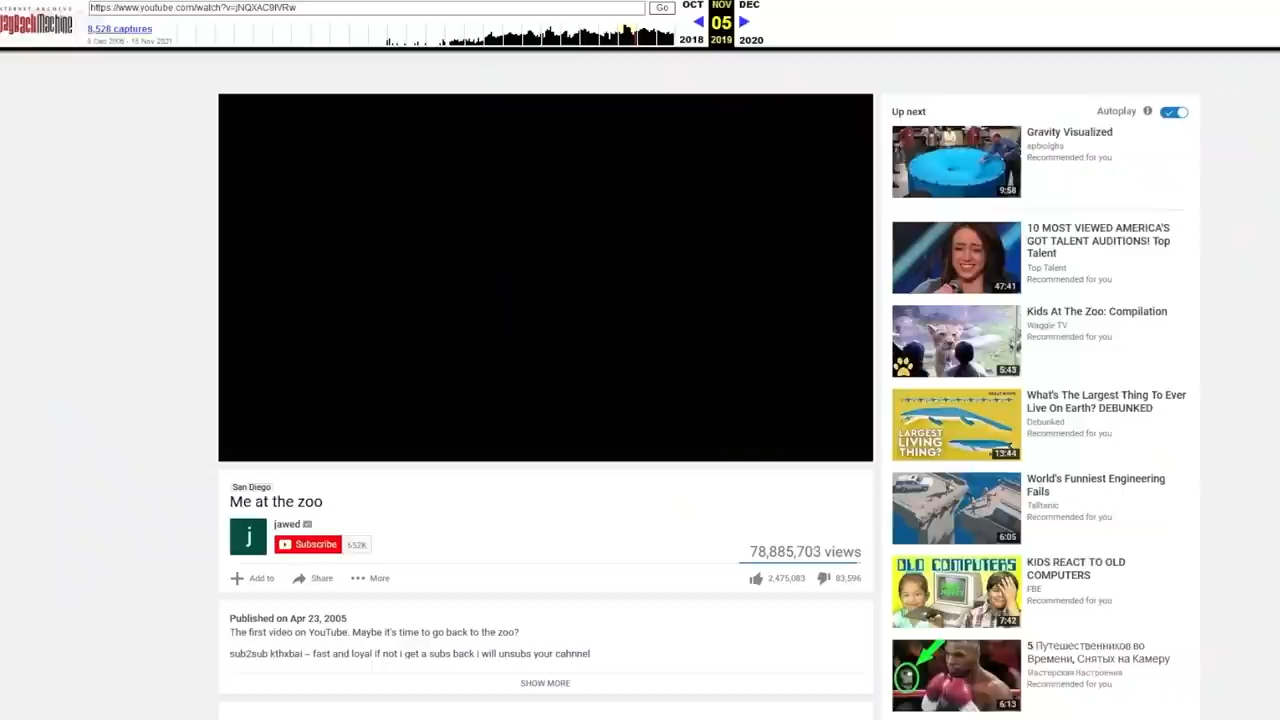 INTERNET ARCHIVE
https://www.youtube.com/watch?v=jNQXAC9IVRw
Go
OCT NOV DEC
8,528 captures
05
2018 2019 2020
Up next
Autoplay
Gravity Visualized
apbroighs
Recommended for you
9:58
10 MOST VIEWED AMERICA'S
GOT TALENT AUDITIONS! Top
Talent
Top Talent
Recommended for you
47:41
Kids At The Zoo: Compilation
Waggle TV
Recommended for you
5:43
What's The Largest Thing To Ever
Live On Earth? DEBUNKED
Debunked
Recommended for you
LARGEST
LIVING
THING?
13:44
World's Funniest Engineering
Fails
Talltanic
Recommended for you
6:05
KIDS REACT TO OLD
COMPUTERS
FBE
Recommended for you
OLD COMPUTERS
7:42
5 Путешественников во
Времени, Снятых на Камеру
Мастерская Настроения
Recommended for you
6:13
San Diego
Me at the zoo
j
jawed
Subscribe 652K
78,885,703 views
Add to Share More
2,475,083 83,596
Published on Apr 23, 2005
The first video on YouTube. Maybe it's time to go back to the zoo?
sub2sub kthxbai -- fast and loyal if not i get a subs back i will unsubs your cahnnel
SHOW MORE